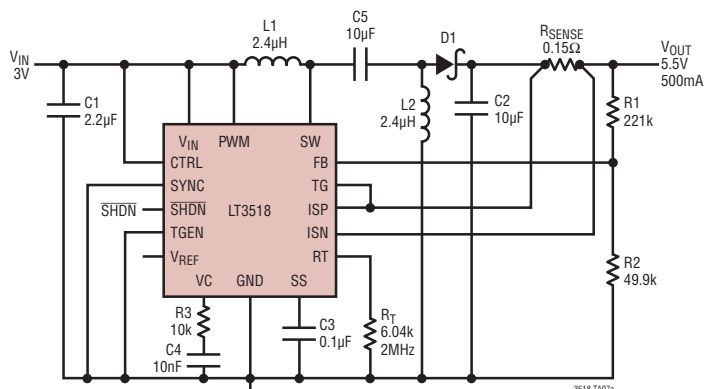 L1
2.4µH
C5
10µF
D1
RSENSE
0.15Ω
VIN
3V
VOUT
5.5V
500mA
C1
2.2µF
L2
2.4µH
C2
10µF
R1
221k
VIN
PWM
SW
CTRL
FB
SYNC
TG
SHDN
SHDN
LT3518
ISP
TGEN
ISN
VREF
RT
VC
GND
SS
R2
49.9k
R3
10k
C4
10nF
C3
0.1µF
RT
6.04k
2MHz
3518 TA07a